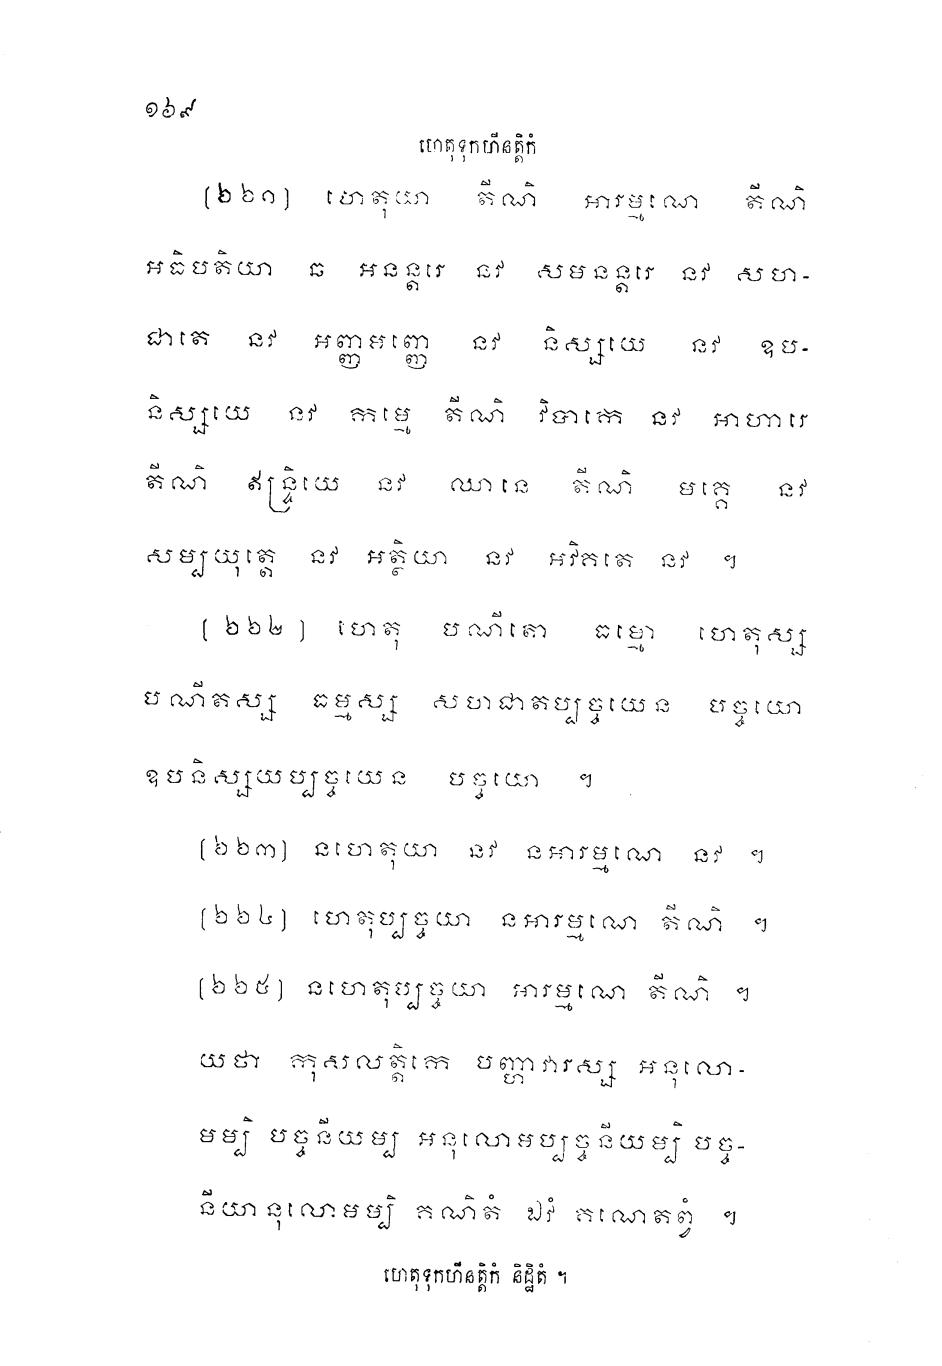 ១៦៩
ហេតុទុកហីនត្តិកំ
[២២១] ហេតុយា តីណិ អារម្មណេ តីណិ
អធិបតិយា ឆ អនន្តរេ នវ សមនន្តរេ នវ សហ-
ជាតេ នវ អញ្ញមញ្ញេ នវ និស្សយេ នវ ឧប-
និស្សយេ នវ កម្មេ តីណិ វិបាកេ នវ អាហារេ
តីណិ ឥន្ទ្រិយេ នវ ឈានេ តីណិ មគ្គេ នវ
សម្បយុត្តេ នវ អត្ថិយា នវ អវិគតេ នវ ។
[២២២] ហេតុ បណីតោ ធម្មោ ហេតុស្ស
បណីតស្ស ធម្មស្ស សហជាតប្បច្ចយេន បច្ចយោ
ឧបនិស្សយប្បច្ចយេន បច្ចយោ ។
[២២៣] នហេតុយា នវ នអារម្មណេ នវ ។
[២២៤] ហេតុប្បច្ចយា នអារម្មណេ តីណិ ។
[២២៥] នហេតុប្បច្ចយា អារម្មណេ តីណិ ។
យថា កុសលត្តិកេ បញ្ហាវារស្ស អនុលោ-
មម្បិ បច្ចនីយម្បិ អនុលោមប្បច្ចនីយម្បិ បច្ច-
នីយានុលោមម្បិ គណិតំ ឯវំ គណេតព្វំ ។
ហេតុទុកហីនត្តិកំ និដ្ឋិតំ ។